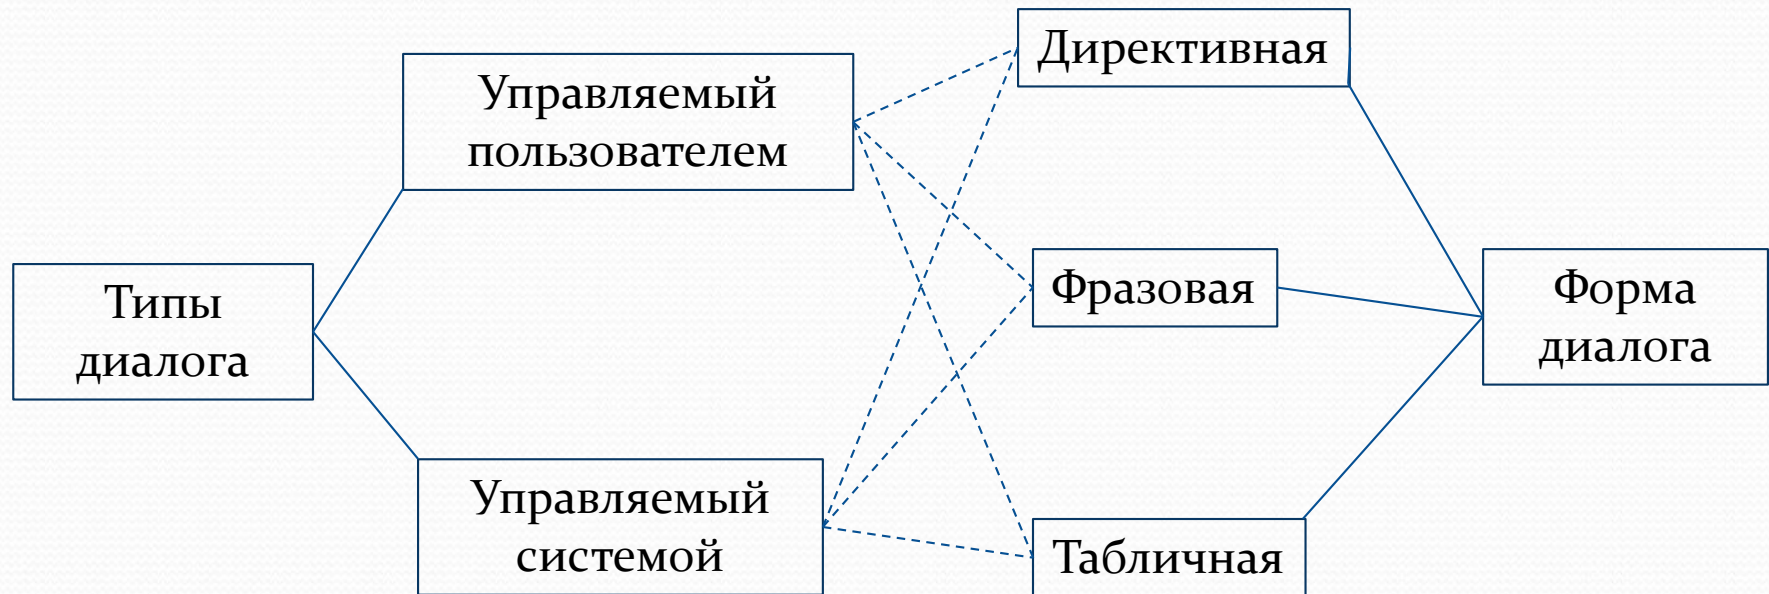 Типы
диалога
Управляемый
пользователем
Управляемый
системой
Директивная
Фразовая
Табличная
Форма
диалога